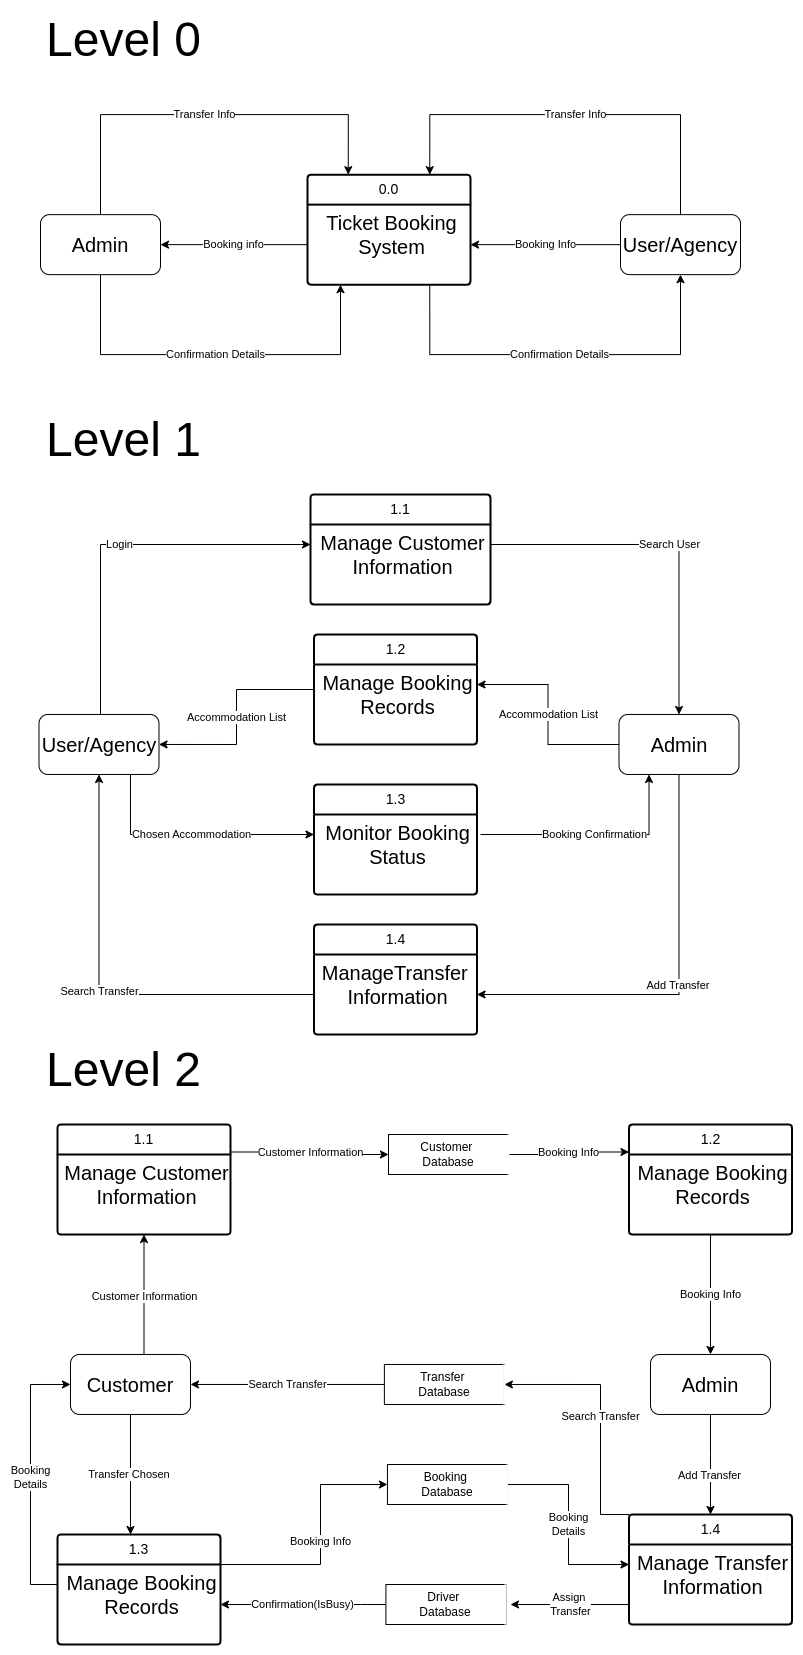 Level 0
Transfer Info
Transfer Info
0.0
Admin
Booking info
Ticket Booking
System
Booking Info
User/Agency
Confirmation Details
Confirmation Details
Level 1
1.1
Login
Manage Customer
Information
Search User
1.2
Manage Booking
Records
Accommodation List
Accommodation List
User/Agency
Admin
1.3
Monitor Booking
Status
Chosen Accommodation
Booking Confirmation
1.4
ManageTransfer
Information
Search Transfer
Add Transfer
Level 2
1.1
Manage Customer
Information
Customer Information
Customer
Database
Booking Info
1.2
Manage Booking
Records
Customer Information
Booking Info
Customer
Search Transfer
Transfer
Database
Search Transfer
Admin
Booking
Details
Transfer Chosen
Booking
Database
Add Transfer
1.3
Manage Booking
Records
Booking Info
Booking
Details
1.4
Manage Transfer
Information
Confirmation(IsBusy)
Driver
Database
Assign
Transfer